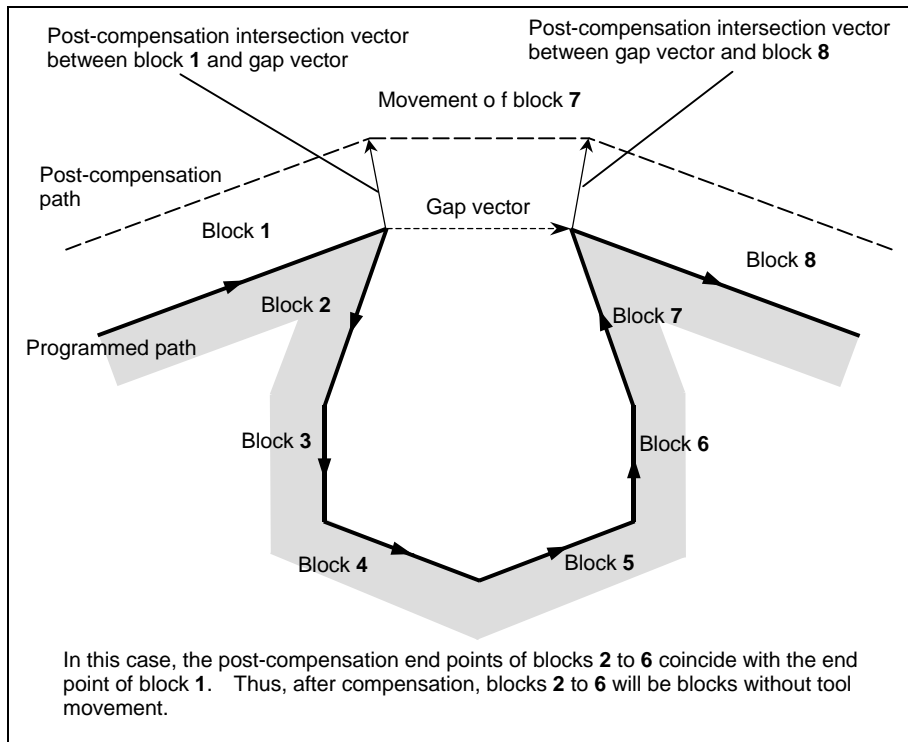 Post-compensation intersection vector
between block 1 and gap vector
Post-compensation intersection vector
between gap vector and block 8
Movement o f block 7
Post-compensation
path
Gap vector
Block 1
Block 8
Block 2
Block 7
Programmed path
Block 3
Block 6
Block 4
Block 5
In this case, the post-compensation end points of blocks 2 to 6 coincide with the end
point of block 1. Thus, after compensation, blocks 2 to 6 will be blocks without tool
movement.